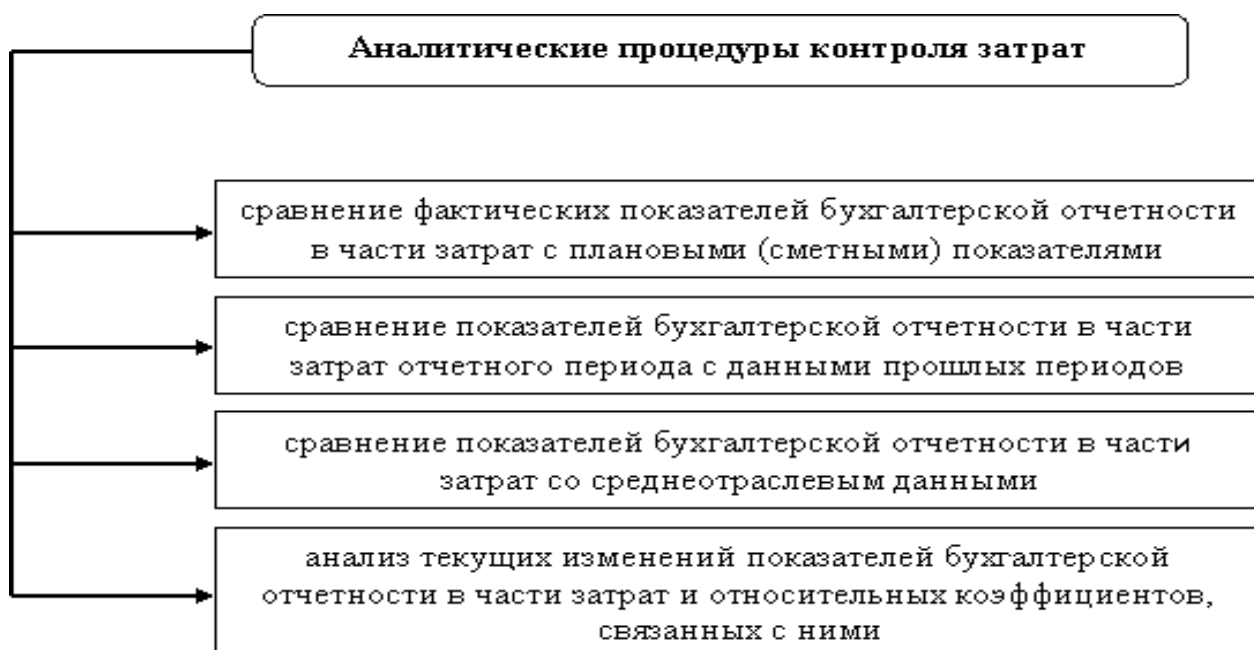 Аналитические процедуры контроля затрат
сравнение фактических показателей бухгалтерской отчетности
в части затрат с плановыми (сметными) показателями
сравнение показателей бухгалтерской отчетности в части
затрат отчетного периода с данными прошлых периодов
сравнение показателей бухгалтерской отчетности в части
затрат со среднеотраслевым данными
анализ текущих изменений показателей бухгалтерской
отчетности в части затрат и относительных коэффициентов,
связанных с ними